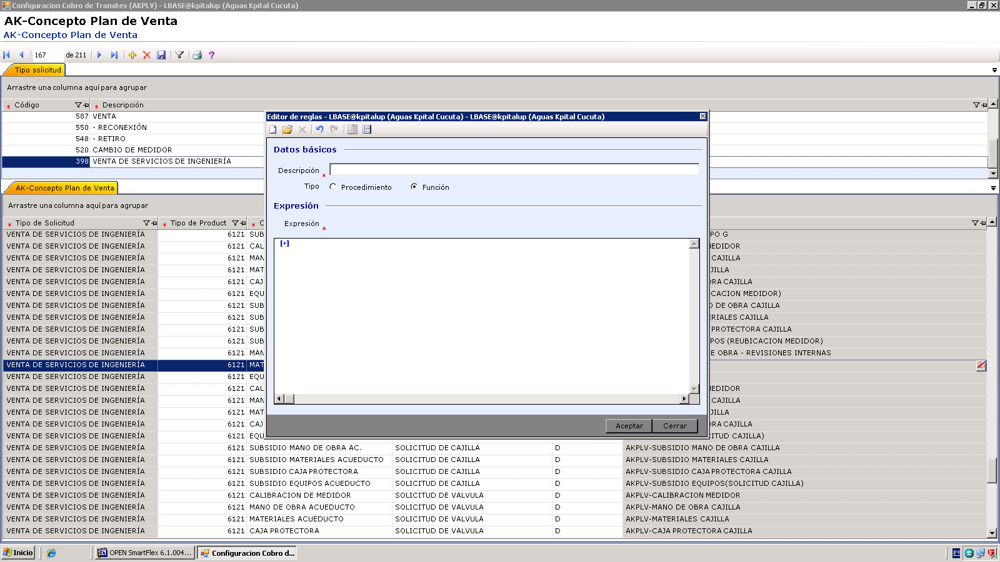 Configuracion Cobro de Tramites (AKPLV) - LBASE@kpitalup (Aguas Kpital Cucuta)
AK-Concepto Plan de Venta
AK-Concepto Plan de Venta
167 de 211
Tipo solicitud
Arrastre una columna aquí para agrupar
Código Descripción
587 VENTA
550 - RECONEXIÓN
548 - RETIRO
520 CAMBIO DE MEDIDOR
398 VENTA DE SERVICIOS DE INGENIERÍA
AK-Concepto Plan de Venta
Arrastre una columna aquí para agrupar
Tipo de Solicitud Tipo de Product C
VENTA DE SERVICIOS DE INGENIERÍA 6121 SUB PO G
VENTA DE SERVICIOS DE INGENIERÍA 6121 CAL MEDIDOR
VENTA DE SERVICIOS DE INGENIERÍA 6121 MAN CAJILLA
VENTA DE SERVICIOS DE INGENIERÍA 6121 MAT JILLA
VENTA DE SERVICIOS DE INGENIERÍA 6121 CAJ ORA CAJILLA
VENTA DE SERVICIOS DE INGENIERÍA 6121 EQU ICACION MEDIDOR)
VENTA DE SERVICIOS DE INGENIERÍA 6121 SUB O DE OBRA CAJILLA
VENTA DE SERVICIOS DE INGENIERÍA 6121 SUB ERIALES CAJILLA
VENTA DE SERVICIOS DE INGENIERÍA 6121 SUB PROTECTORA CAJILLA
VENTA DE SERVICIOS DE INGENIERÍA 6121 SUB POS (REUBICACION MEDIDOR)
VENTA DE SERVICIOS DE INGENIERÍA 6121 MAN E OBRA - REVISIONES INTERNAS
VENTA DE SERVICIOS DE INGENIERÍA 6121 MAT
VENTA DE SERVICIOS DE INGENIERÍA 6121 EQU
VENTA DE SERVICIOS DE INGENIERÍA 6121 CAL MEDIDOR
VENTA DE SERVICIOS DE INGENIERÍA 6121 MAN CAJILLA
VENTA DE SERVICIOS DE INGENIERÍA 6121 MAT JILLA
VENTA DE SERVICIOS DE INGENIERÍA 6121 CAJ ORA CAJILLA
VENTA DE SERVICIOS DE INGENIERÍA 6121 EQU CITUD CAJILLA)
VENTA DE SERVICIOS DE INGENIERÍA 6121 SUBSIDIO MANO DE OBRA AC. SOLICITUD DE CAJILLA D AKPLV-SUBSIDIO MANO DE OBRA CAJILLA
VENTA DE SERVICIOS DE INGENIERÍA 6121 SUBSIDIO MATERIALES ACUEDUCTO SOLICITUD DE CAJILLA D AKPLV-SUBSIDIO MATERIALES CAJILLA
VENTA DE SERVICIOS DE INGENIERÍA 6121 SUBSIDIO CAJA PROTECTORA SOLICITUD DE CAJILLA D AKPLV-SUBSIDIO CAJA PROTECTORA CAJILLA
VENTA DE SERVICIOS DE INGENIERÍA 6121 SUBSIDIO EQUIPOS ACUEDUCTO SOLICITUD DE CAJILLA D AKPLV-SUBSIDIO EQUIPOS(SOLICITUD CAJILLA)
VENTA DE SERVICIOS DE INGENIERÍA 6121 CALIBRACION DE MEDIDOR SOLICITUD DE VALVULA D AKPLV-CALIBRACION MEDIDOR
VENTA DE SERVICIOS DE INGENIERÍA 6121 MANO DE OBRA ACUEDUCTO SOLICITUD DE VALVULA D AKPLV-MANO DE OBRA CAJILLA
VENTA DE SERVICIOS DE INGENIERÍA 6121 MATERIALES ACUEDUCTO SOLICITUD DE VALVULA D AKPLV-MATERIALES CAJILLA
VENTA DE SERVICIOS DE INGENIERÍA 6121 CAJA PROTECTORA SOLICITUD DE VALVULA D AKPLV-CAJA PROTECTORA CAJILLA
Editor de reglas - LBASE@kpitalup (Aguas Kpital Cucuta) - LBASE@kpitalup (Aguas Kpital Cucuta)
Datos básicos
Descripción
Tipo Procedimiento Función
Expresión
Expresión
[+]
Aceptar Cerrar
Inicio OPEN SmartFlex 6.1.004... Configuracion Cobro d... ES